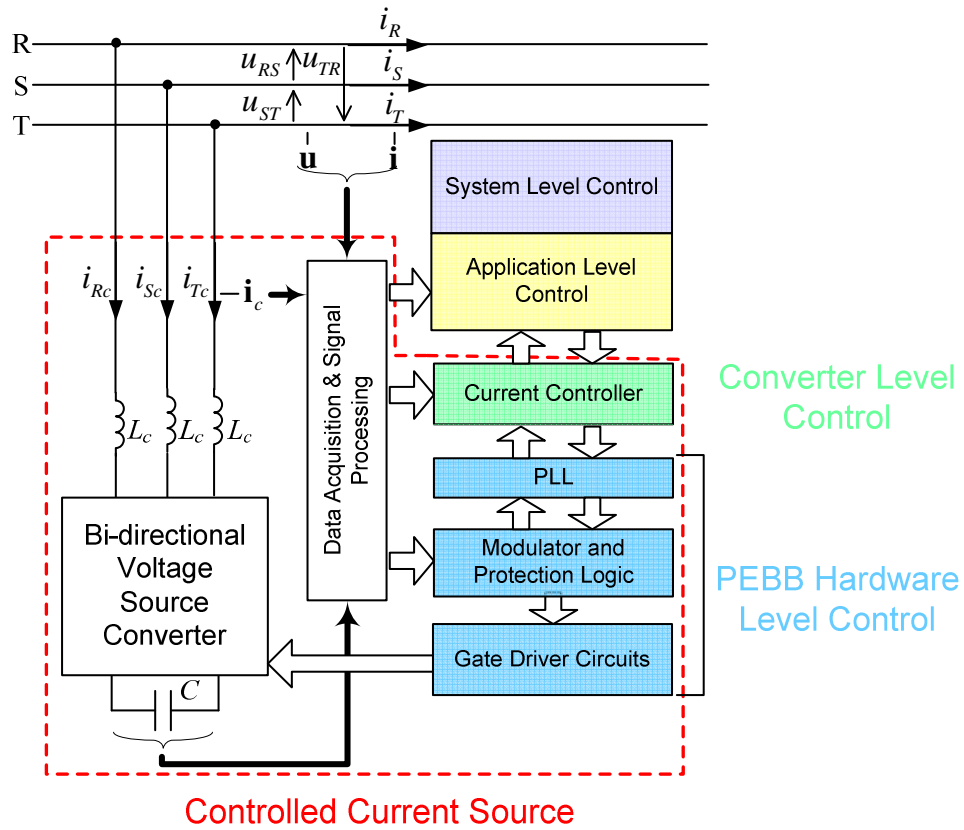 i_R
R
u_RS u_TR i_S
S
u_ST i_T
T
u i
System Level Control
Application Level
Control
i_Rc i_Sc i_Tc i_c
Data Acquisition & Signal
Processing
Current Controller
Converter Level
Control
L_c L_c L_c
PLL
Bi-directional
Voltage
Source
Converter
Modulator and
Protection Logic
PEBB Hardware
Level Control
Gate Driver Circuits
C
Controlled Current Source